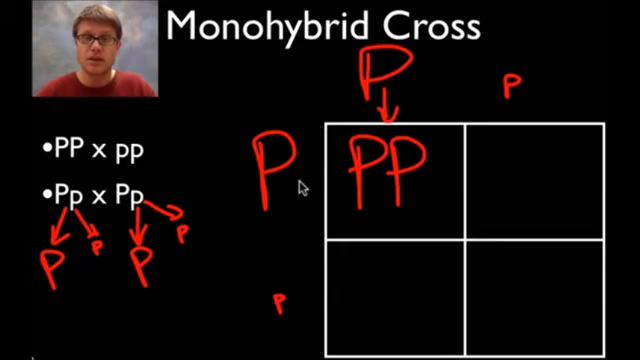 Monohybrid Cross
P p
•PP x pp
•Pp x Pp
P PP
P p P p
p